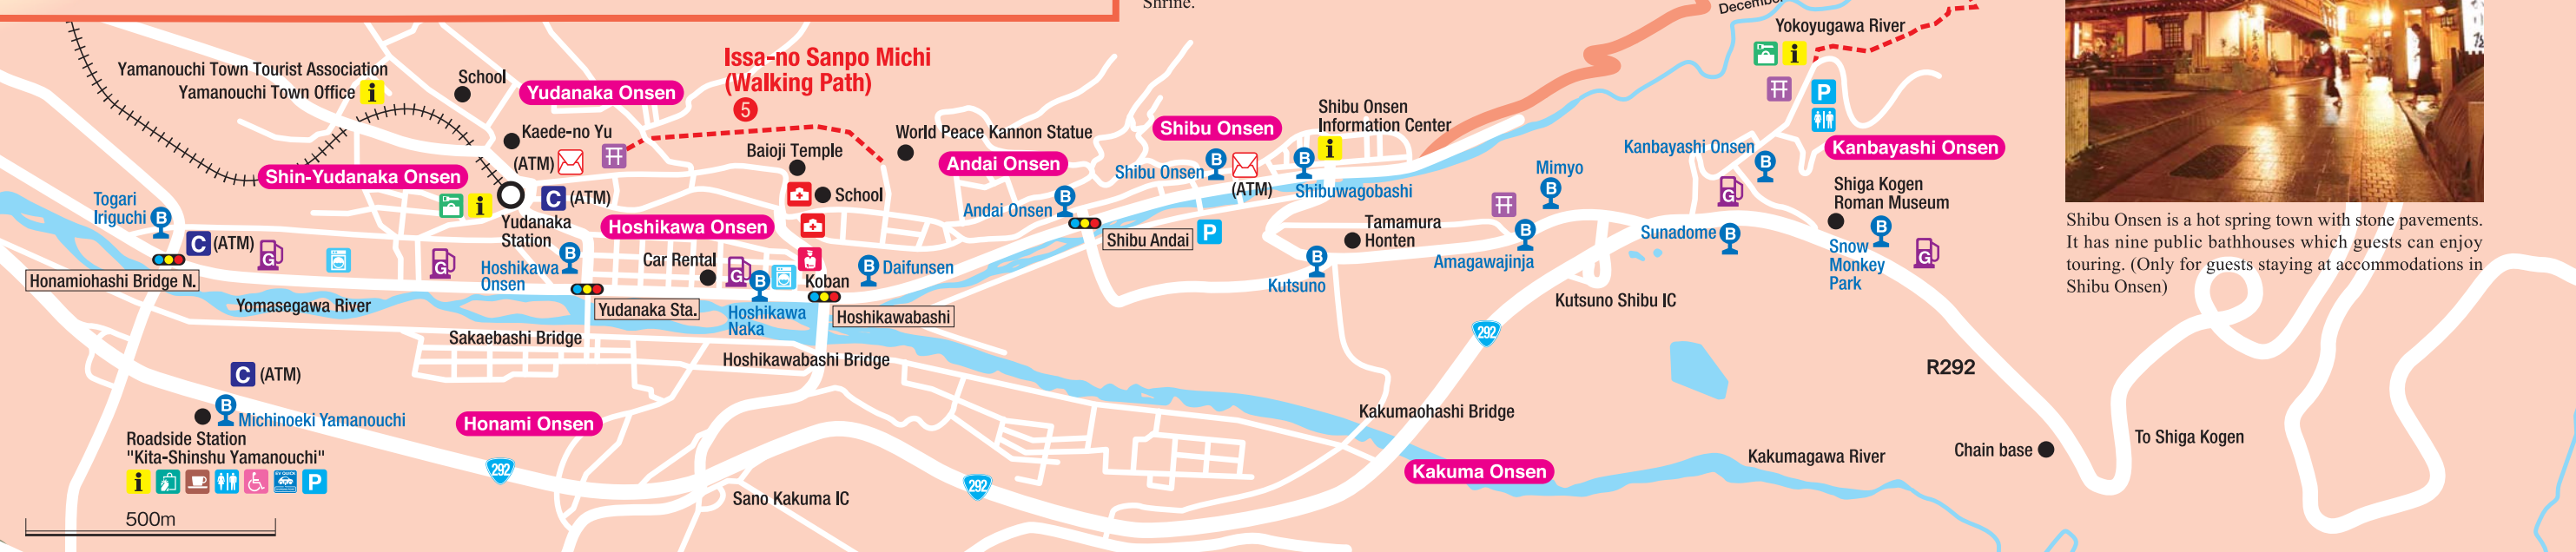 Shrine.
December
Yokoyugawa River
Issa-no Sanpo Michi
(Walking Path)
5
Yamanouchi Town Tourist Association
Yamanouchi Town Office
i
School
Yudanaka Onsen
Kaede-no Yu
(ATM)
World Peace Kannon Statue
Baioji Temple
School
Shibu Onsen
Shibu Onsen
Information Center
i
Andai Onsen
Shin-Yudanaka Onsen
i
C (ATM)
Yudanaka
Station
Togari
Iriguchi
B
C (ATM)
G
G
Honamiohashi Bridge N.
Yomasegawa River
Hoshikawa Onsen
Hoshikawa
Onsen
B
Car Rental
G
B
Koban
B
Daifunsen
Yudanaka Sta.
Hoshikawa
Naka
Hoshikawabashi
Sakaebashi Bridge
Hoshikawabashi Bridge
Andai Onsen
B
Shibu Andai
P
Shibu Onsen
B
(ATM)
B
Shibuwagobashi
Tamamura
Honten
B
Kutsuno
Mimyo
B
B
Amagawajinja
Kutsuno Shibu IC
292
i
P
Kanbayashi Onsen
B
Kanbayashi Onsen
G
Shiga Kogen
Roman Museum
Sunadome
B
B
Snow
Monkey
Park
G
R292
C (ATM)
B
Michinoeki Yamanouchi
Roadside Station
"Kita-Shinshu Yamanouchi"
i
EV QUICK
P
500m
Honami Onsen
292
Sano Kakuma IC
292
Kakumaohashi Bridge
Kakuma Onsen
Kakumagawa River
Chain base
To Shiga Kogen
Shibu Onsen is a hot spring town with stone pavements.
It has nine public bathhouses which guests can enjoy
touring. (Only for guests staying at accommodations in
Shibu Onsen)